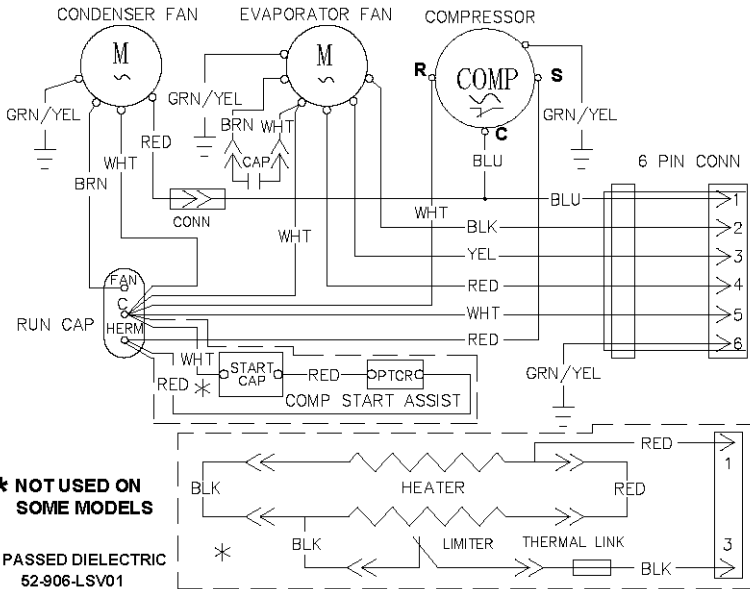 CONDENSER FAN
EVAPORATOR FAN
COMPRESSOR
M
M
R
COMP
S
C
GRN/YEL
GRN/YEL
GRN/YEL
BRN
WHT
RED
BRN
WHT
CAP
BLU
6 PIN CONN
CONN
WHT
WHT
BLU
1
BLK
2
YEL
3
RED
4
WHT
5
RED
6
RUN CAP
FAN
C
HERM
WHT
RED
*
START
CAP
RED
PTCR
COMP START ASSIST
GRN/YEL
RED
1
BLK
HEATER
RED
* NOT USED ON
SOME MODELS
*
BLK
LIMITER
THERMAL LINK
BLK
3
PASSED DIELECTRIC
52-906-LSV01